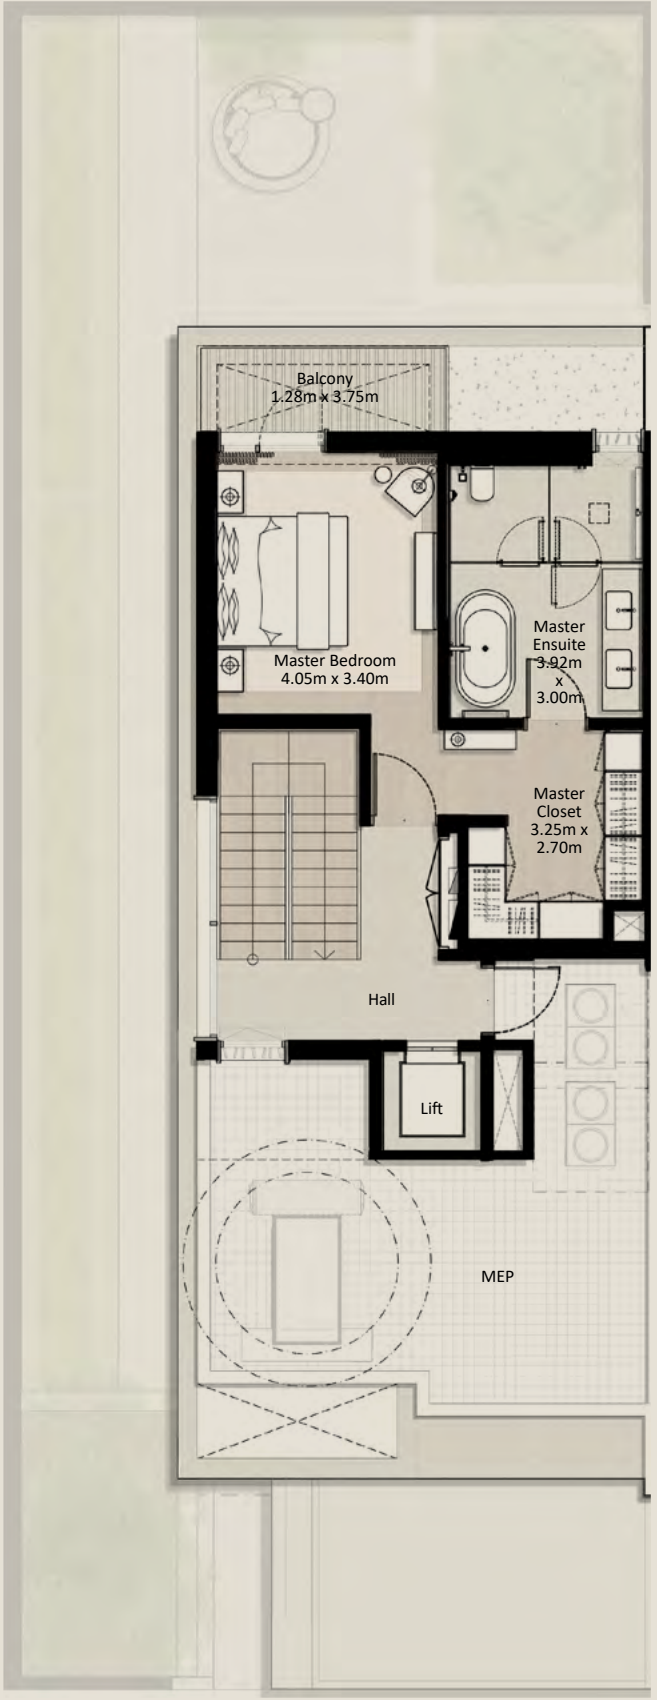 Balcony
1.28m x 3.75m
Master Bedroom
4.05m x 3.40m
Master
Ensuite
3.92m
x
3.00m
Master
Closet
3.25m x
2.70m
Hall
Lift
MEP